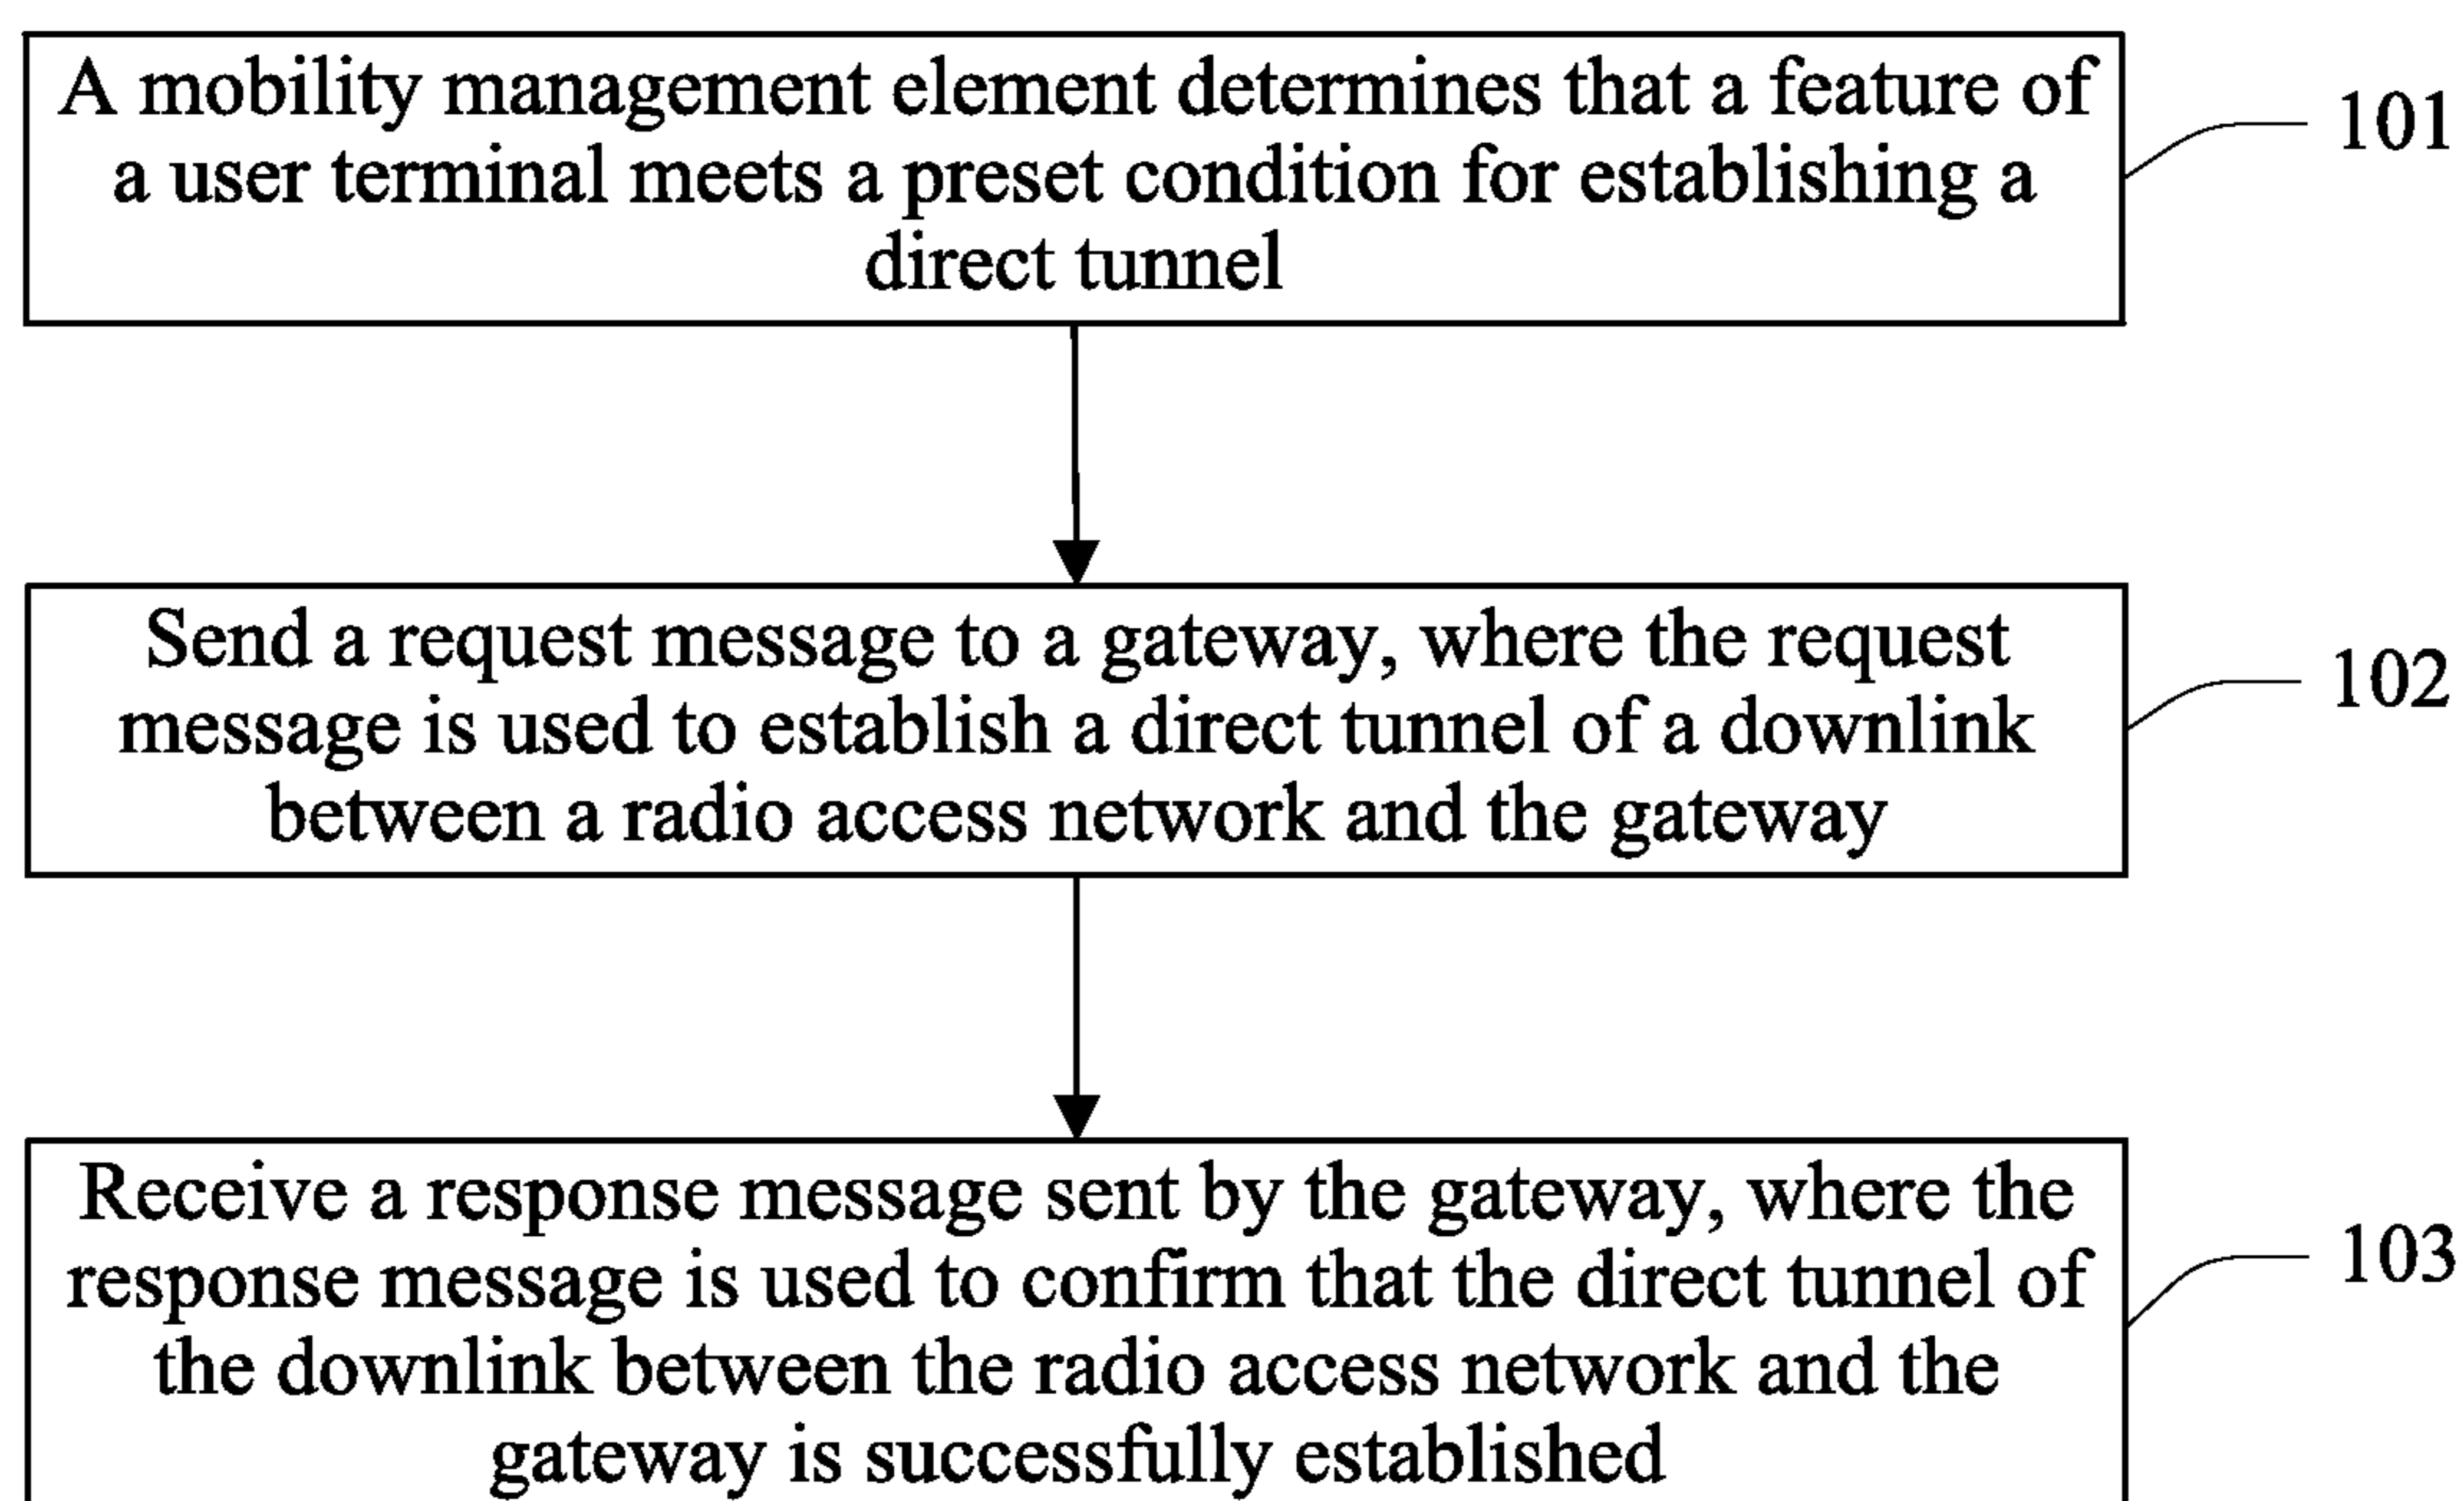 A mobility management element determines that a feature of
a user terminal meets a preset condition for establishing a
direct tunnel
101
Send a request message to a gateway, where the request
message is used to establish a direct tunnel of a downlink
between a radio access network and the gateway
102
Receive a response message sent by the gateway, where the
response message is used to confirm that the direct tunnel of
the downlink between the radio access network and the
gateway is successfully established
103